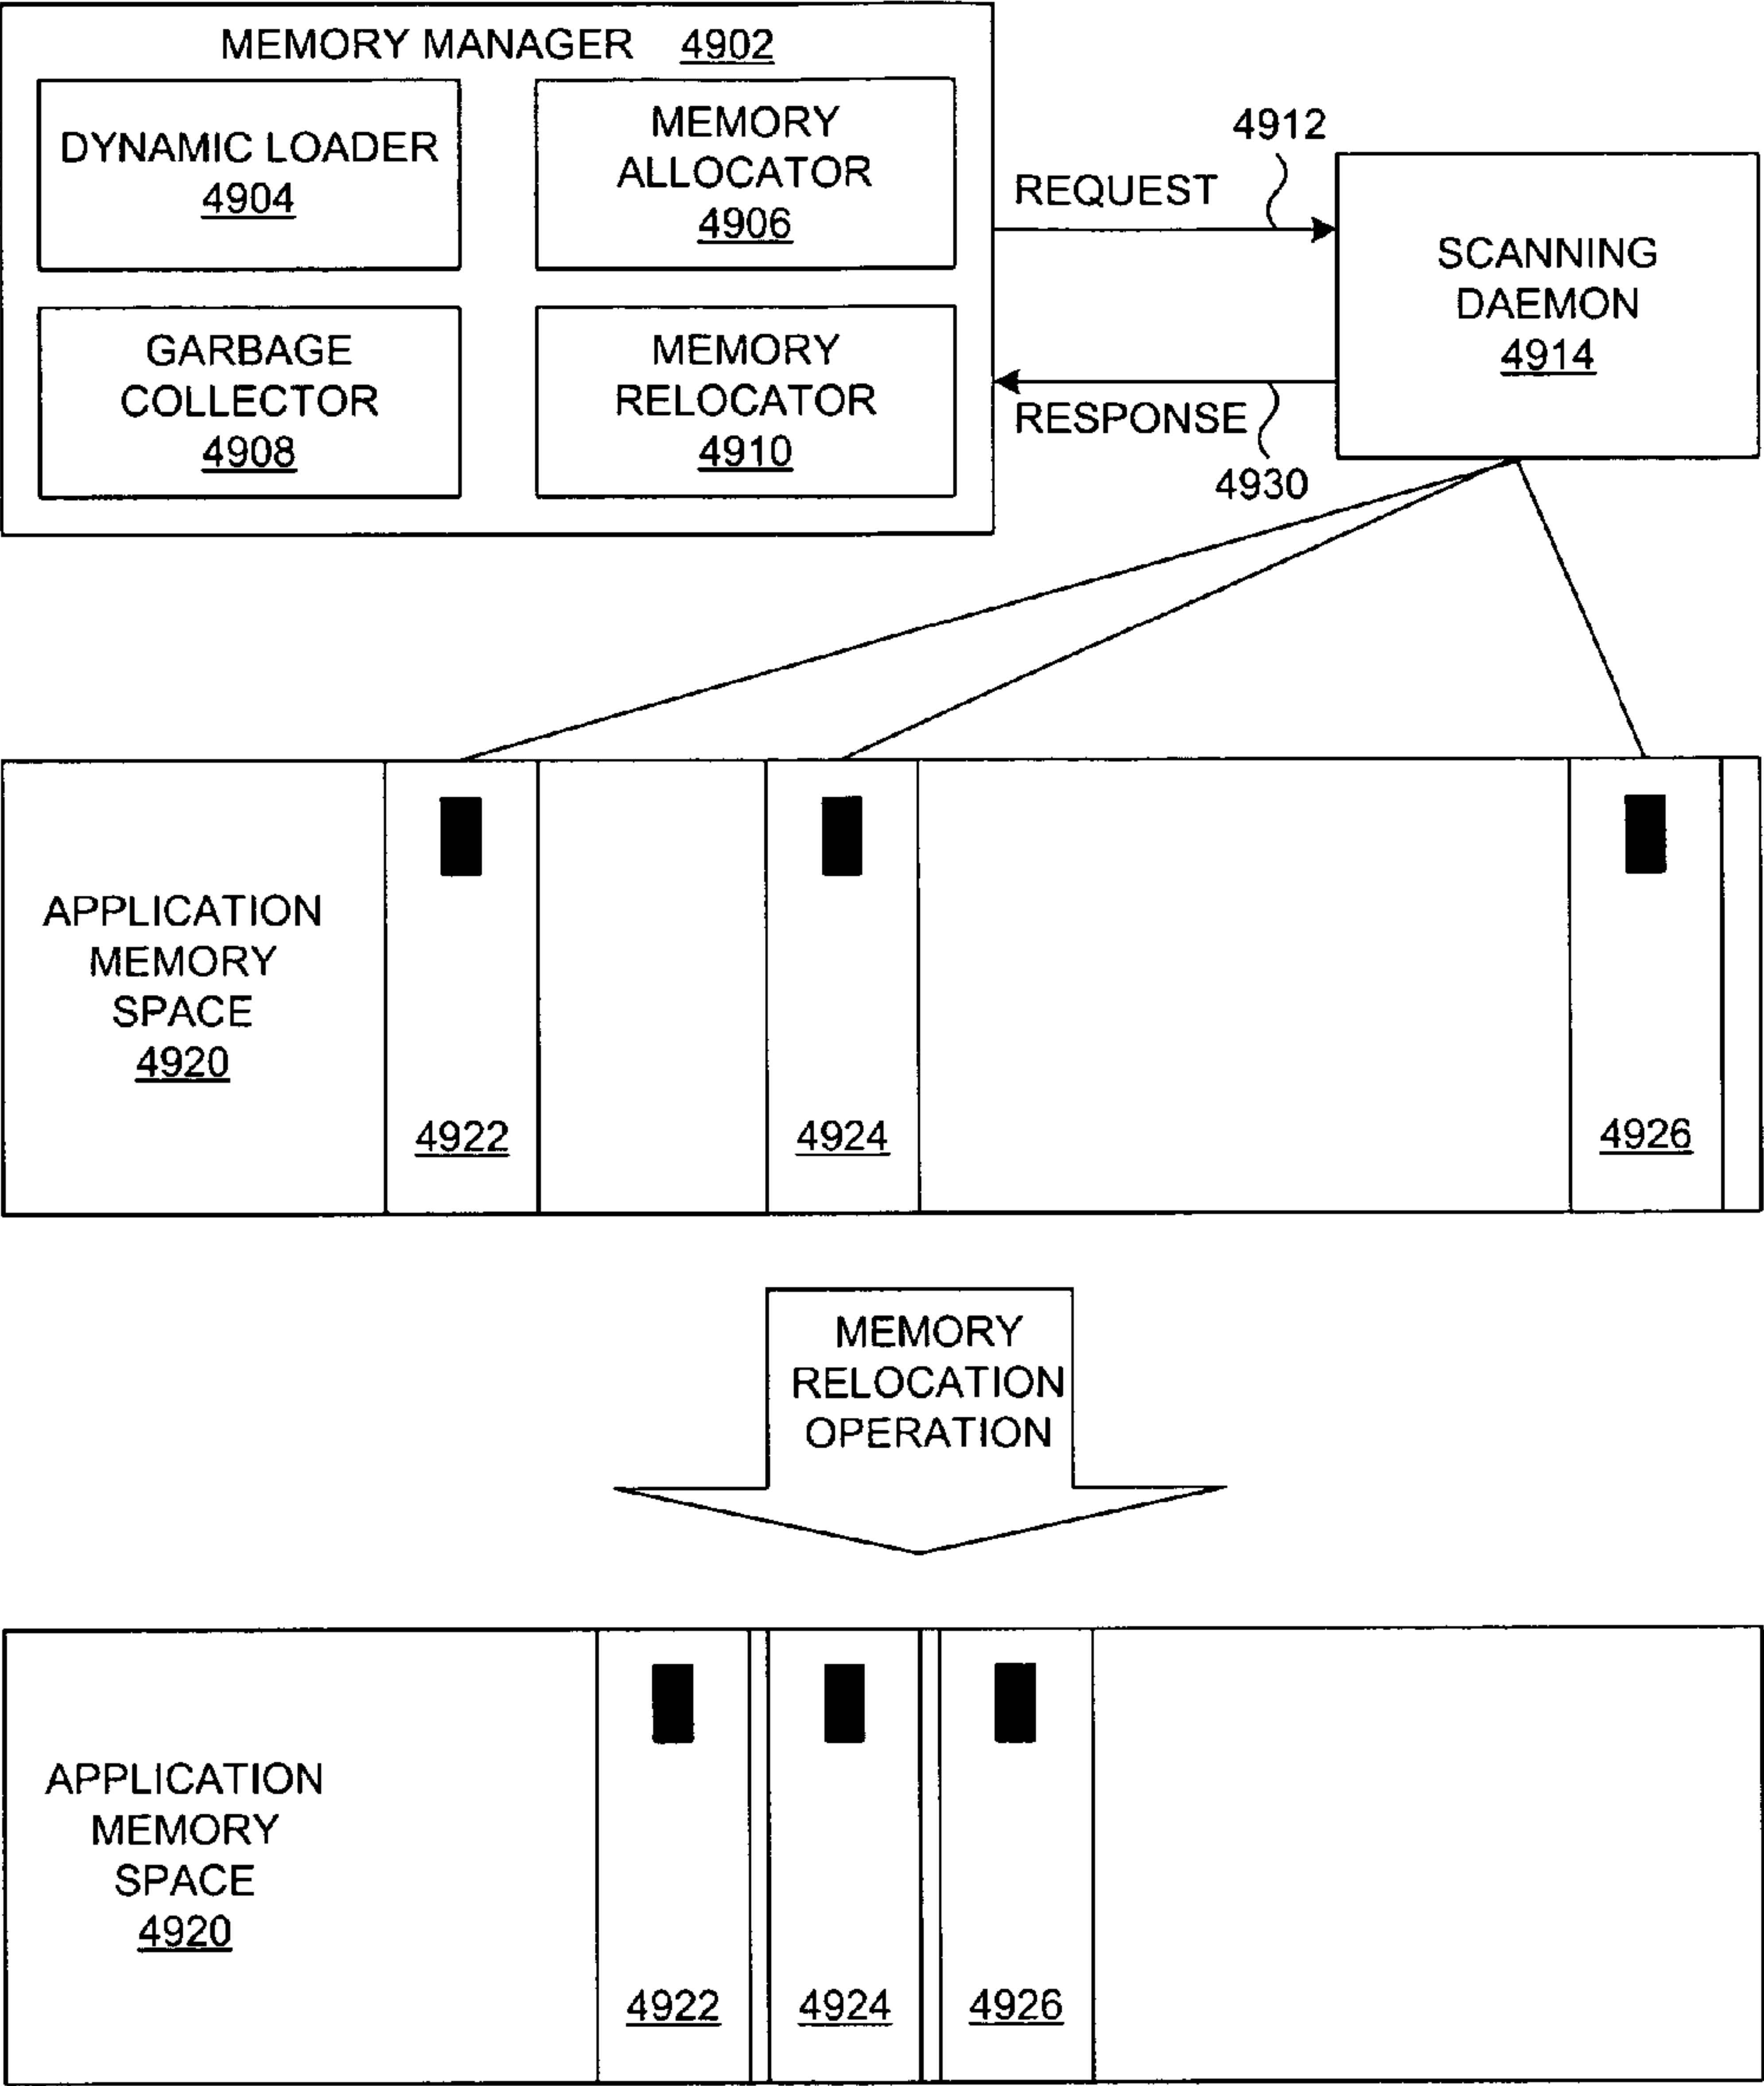 MEMORY MANAGER 4902
DYNAMIC LOADER
4904
MEMORY
ALLOCATOR
4906
GARBAGE
COLLECTOR
4908
MEMORY
RELOCATOR
4910
4912
REQUEST
RESPONSE
4930
SCANNING
DAEMON
4914
APPLICATION
MEMORY
SPACE
4920
4922
4924
4926
MEMORY
RELOCATION
OPERATION
APPLICATION
MEMORY
SPACE
4920
4922
4924
4926